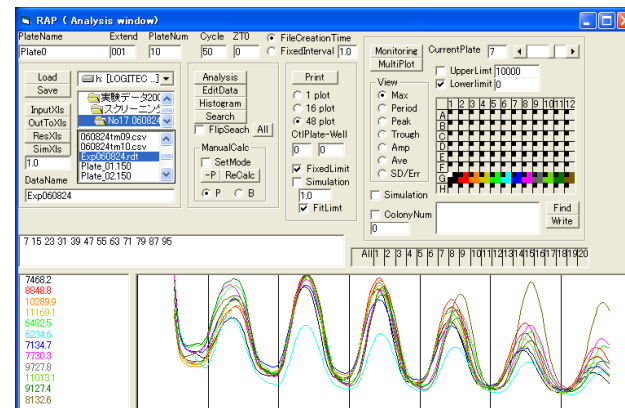 RAP ( Analysis window)
PlateName Extend PlateNum Cycle ZT0 FileCreationTime
Plate0 001 10 50 0 FixedInterval 1.0
Monitoring CurrentPlate 7
MultiPlot
Load h: [LOGITEC ..]
Save
Analysis
EditData
Histogram
Search
FlipSeach All
Print
1 plot
16 plot
48 plot
CtlPlate-Well
0 0
View
Max
Period
Peak
Trough
Amp
Ave
SD/Err
UpperLimt 10000
Lowerlimit 0
1 2 3 4 5 6 7 8 9 10 11 12
A
B
C
D
E
F
G
H
InputXls
OutToXls
ResXls
SimXls
1.0
DataName
Exp060824
実験データ200
スクリーニン
No17 060824
060824tm09.csv
060824tm10.csv
Exp060824.rdt
Plate_01.150
Plate_02.150
ManualCalc
SetMode
-P ReCalc
P C
FixedLimit
Simulation
1.0
FitLimt
Simulation
ColonyNum
0
Find
Write
7 15 23 31 39 47 55 63 71 79 87 95
All 1 2 3 4 5 6 7 8 9 10 11 12 13 14 15 16 17 18 19 20
7468.2
8848.8
10289.9
11169.1
6482.5
6234.6
7134.7
7730.3
9727.8
11013.1
9127.4
8132.6